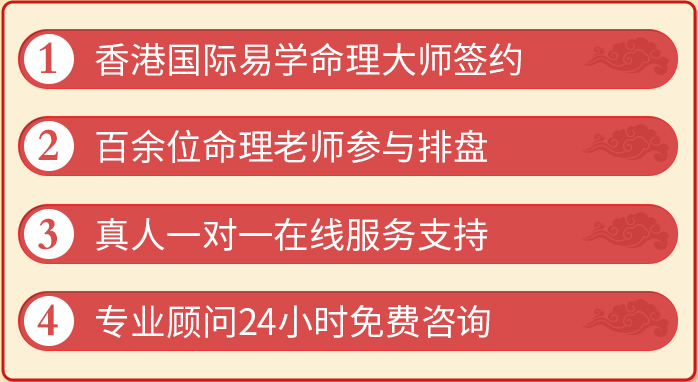 1 香港国际易学命理大师签约
2 百余位命理老师参与排盘
3 真人一对一在线服务支持
4 专业顾问24小时免费咨询